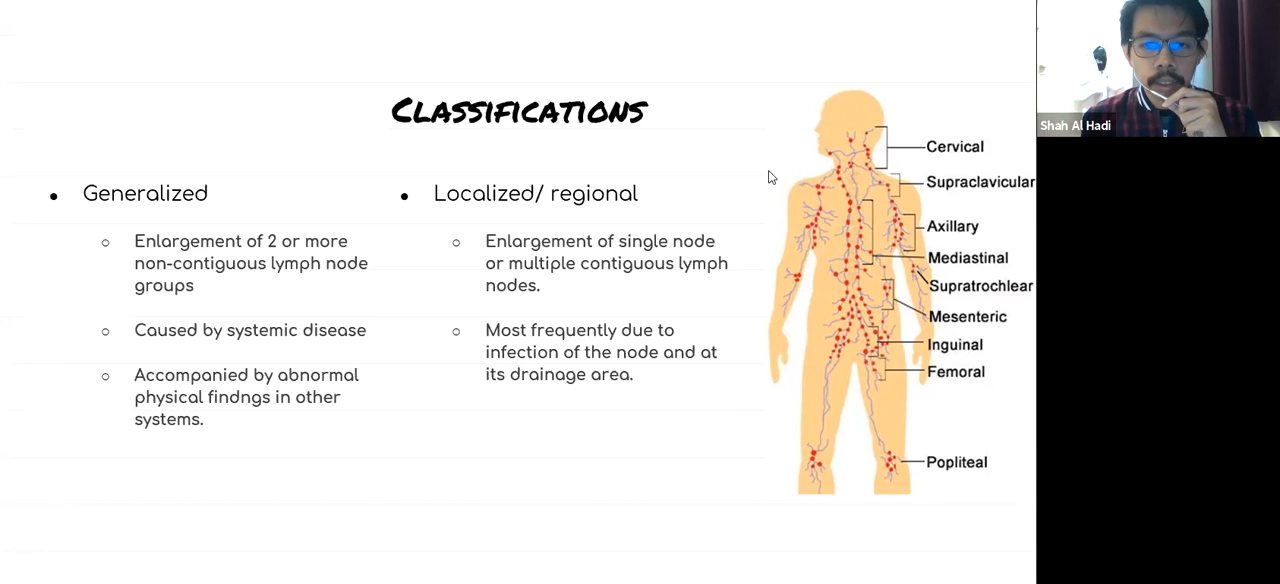 CLASSIFICATIONS
Generalized
Enlargement of 2 or more
non-contiguous lymph node
groups
Caused by systemic disease
Accompanied by abnormal
physical findngs in other
systems.
Localized/ regional
Enlargement of single node
or multiple contiguous lymph
nodes.
Most frequently due to
infection of the node and at
its drainage area.
Cervical
Supraclavicular
Axillary
Mediastinal
Supratrochlear
Mesenteric
Inguinal
Femoral
Popliteal
Shah Al Hadi